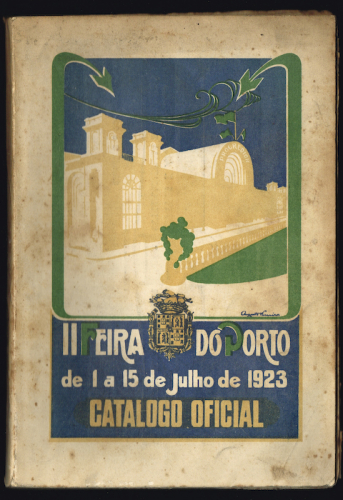 II FEIRA DO PORTO
de 1 a 15 de julho de 1923
CATALOGO OFICIAL